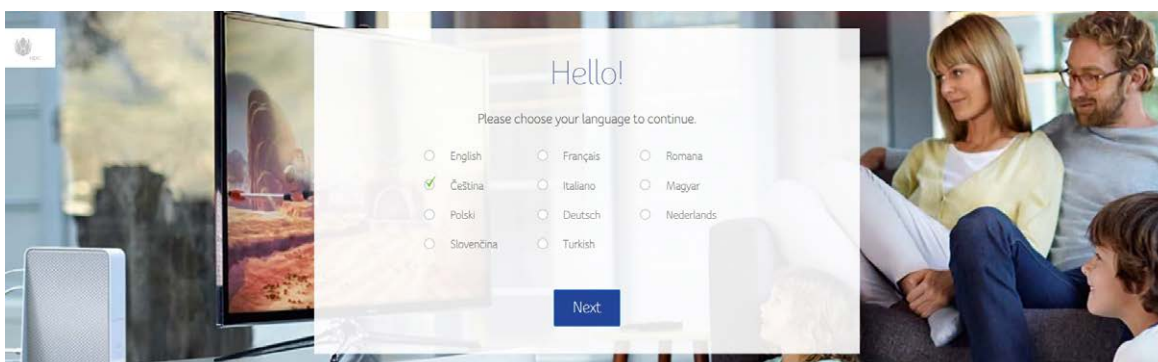 Hello!
Please choose your language to continue.
English Français Romana
Čeština Italiano Magyar
Polski Deutsch Nederlands
Slovenčina Turkish
Next